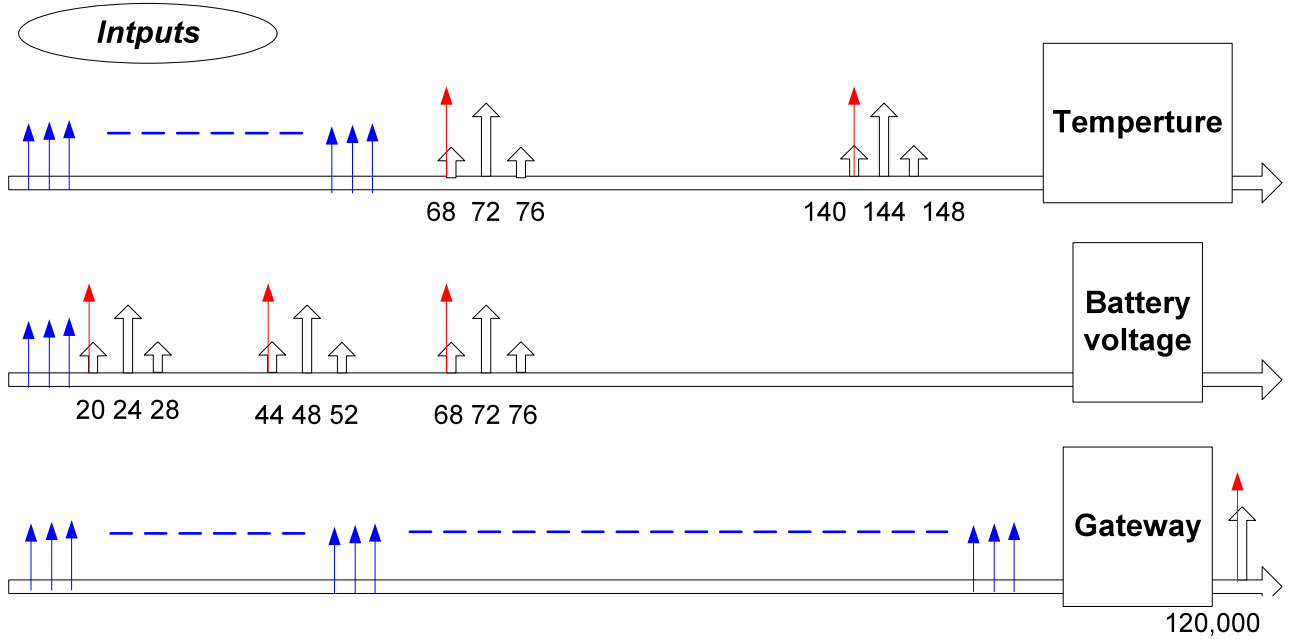 Intputs
Temperture
68 72 76 140 144 148
Battery
voltage
20 24 28 44 48 52 68 72 76
Gateway
120,000